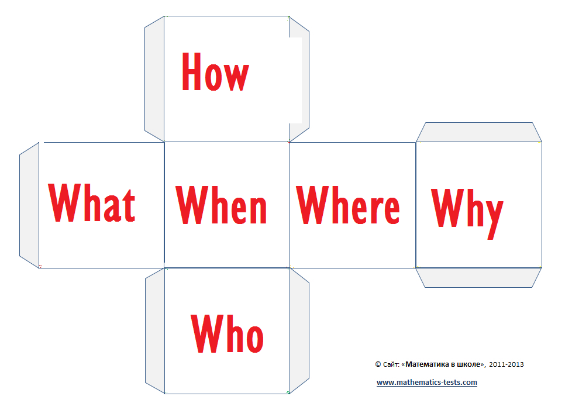 How
What When Where Why
Who
© Сайт: «Математика в школе», 2011-2013
www.mathematics-tests.com